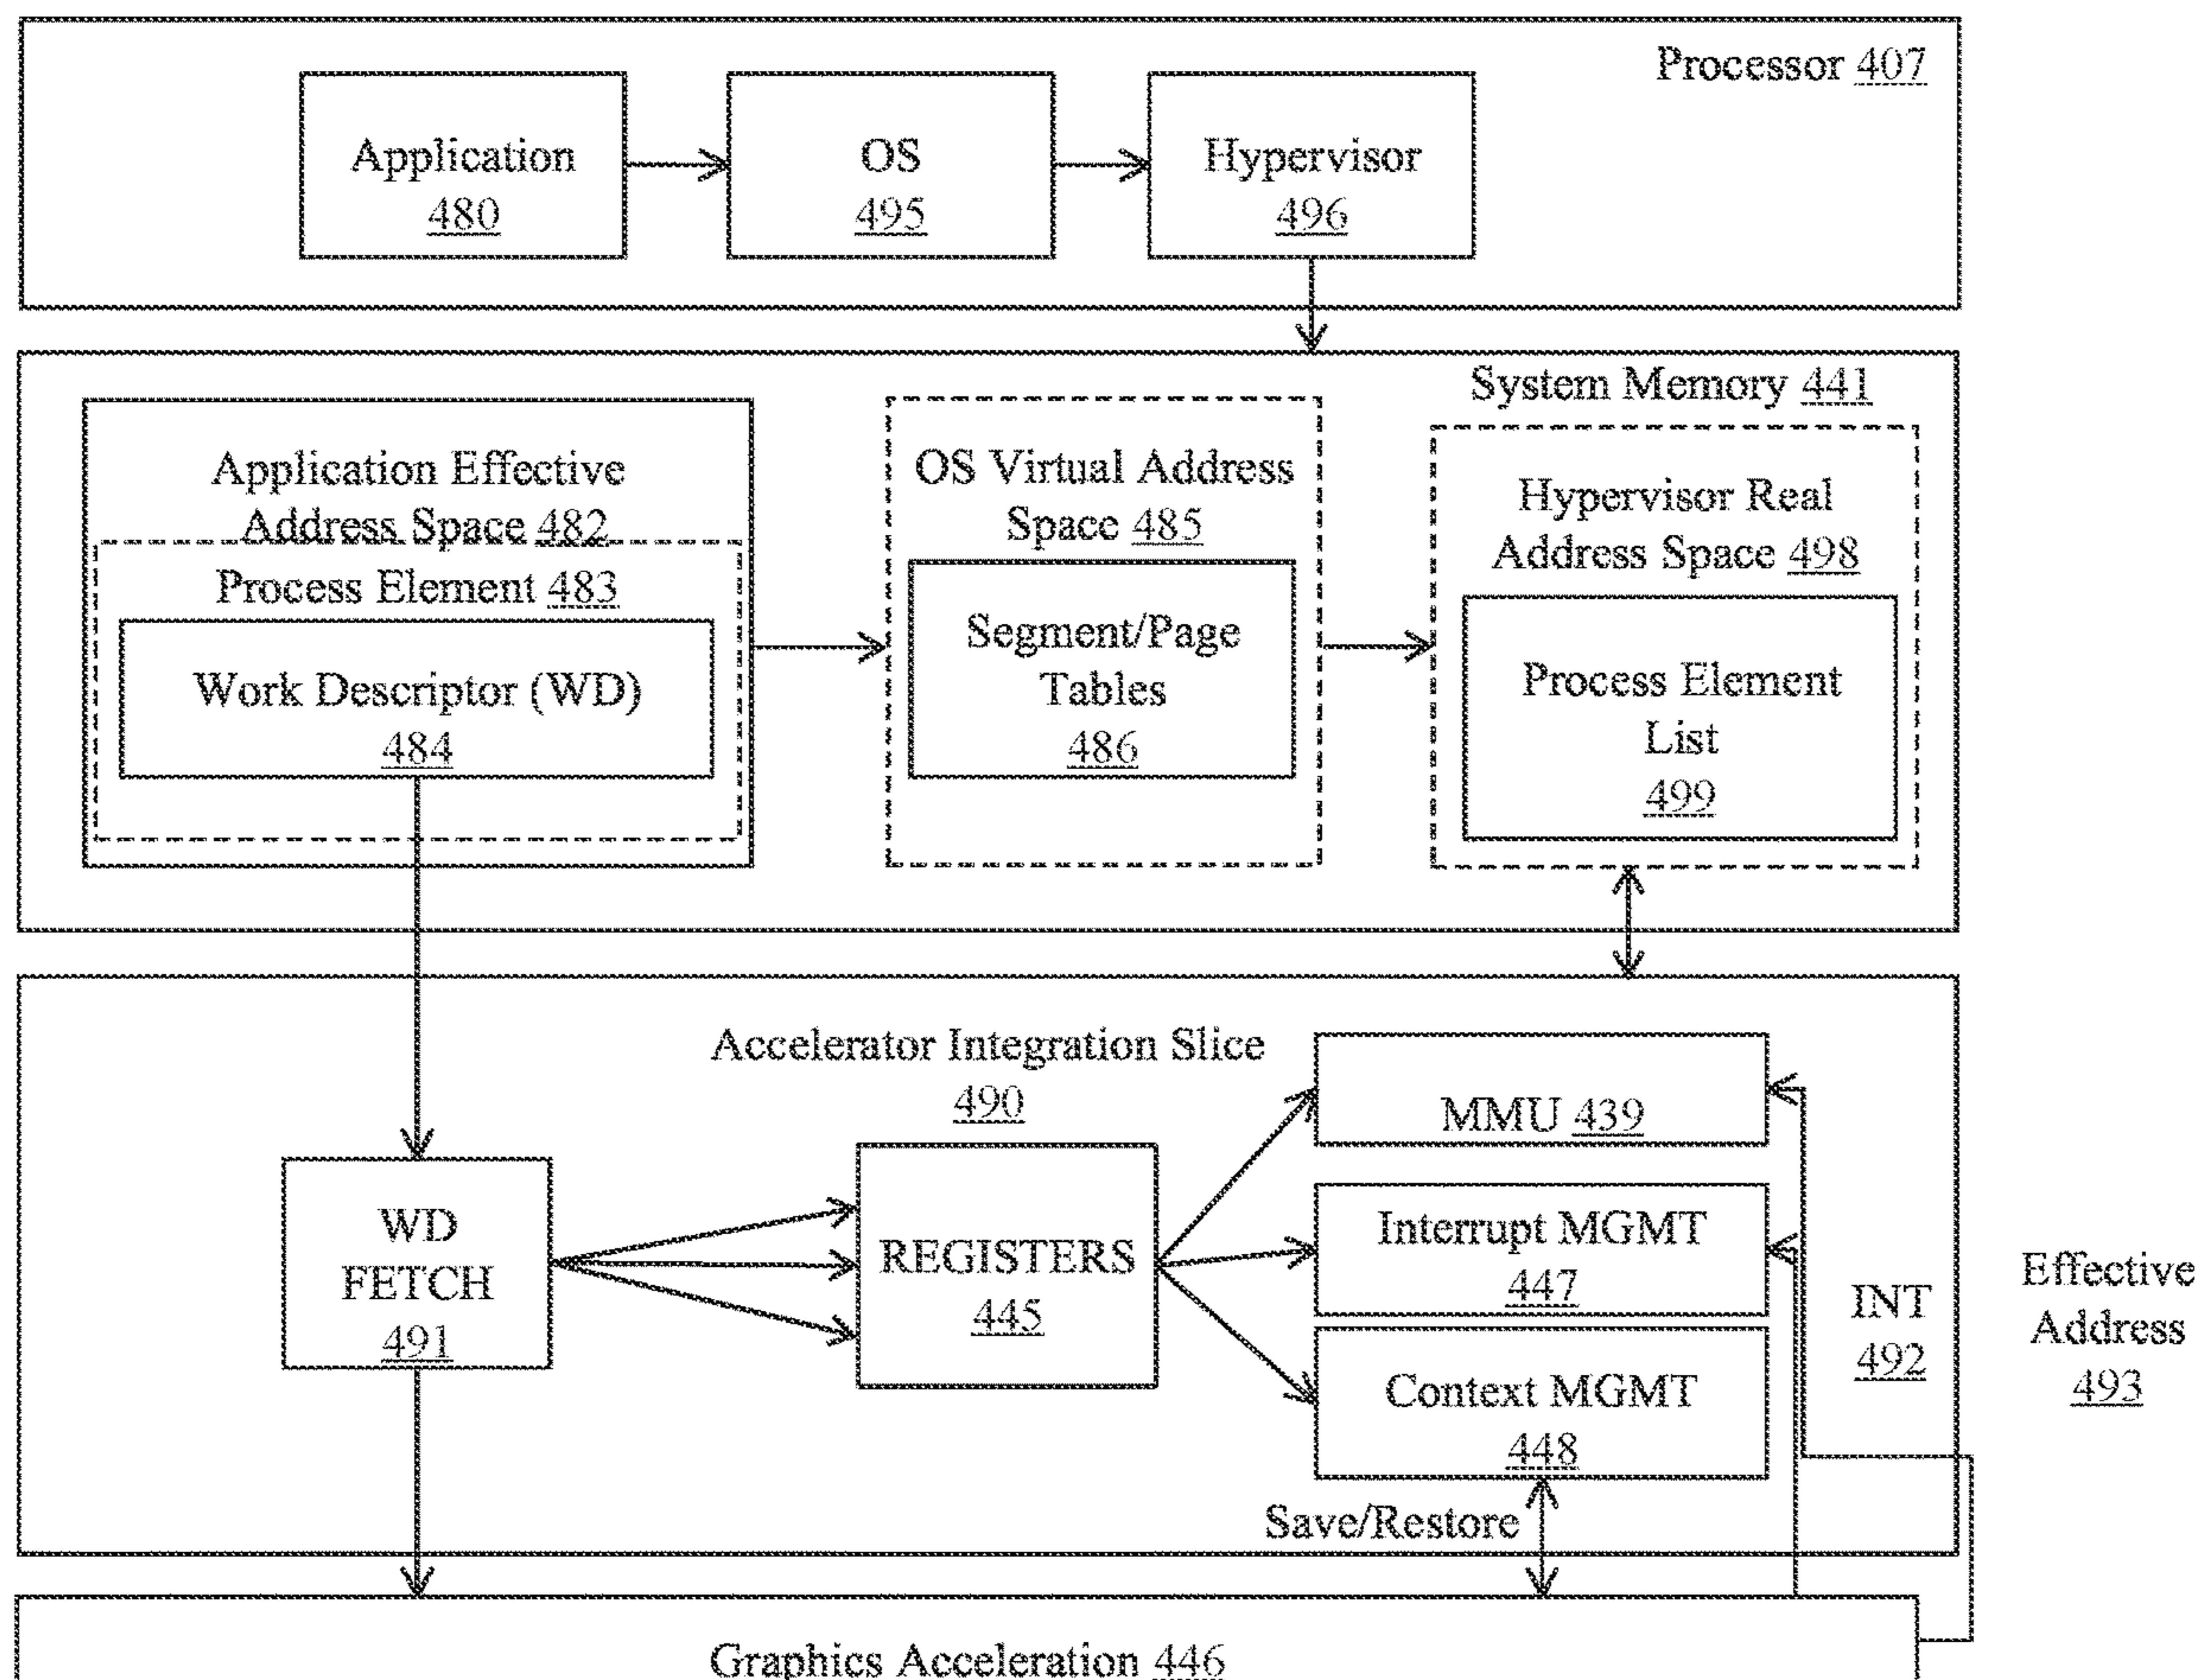 Processor 407
Application
480
OS
495
Hypervisor
496
System Memory 441
Application Effective
Address Space 482
Process Element 483
Work Descriptor (WD)
484
OS Virtual Address
Space 485
Segment/Page
Tables
486
Hypervisor Real
Address Space 498
Process Element
List
499
Accelerator Integration Slice
490
WD
FETCH
491
REGISTERS
445
MMU 439
Interrupt MGMT
447
Context MGMT
448
INT
492
Effective
Address
493
Save/Restore
Graphics Acceleration 446